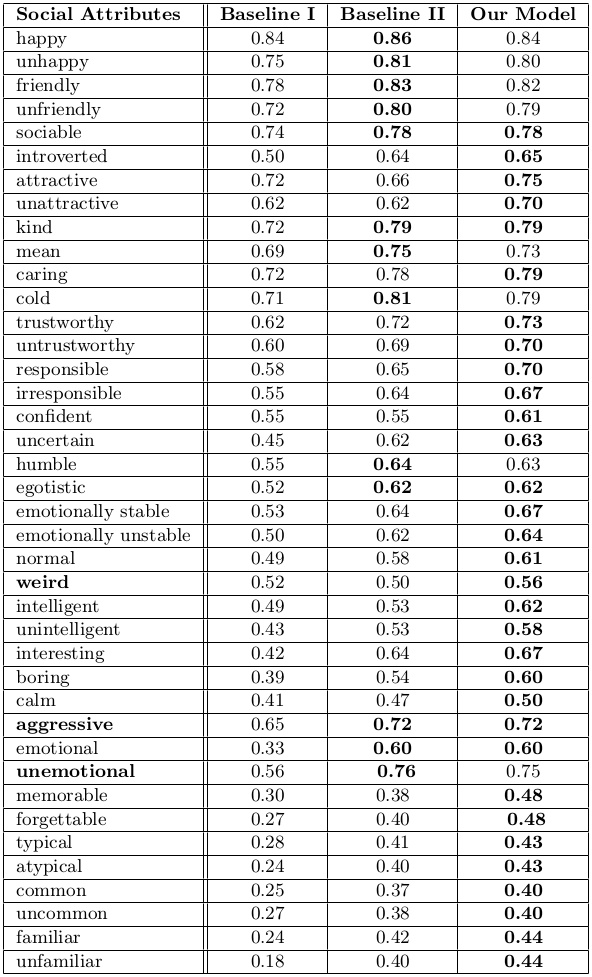 Social Attributes Baseline I Baseline II Our Model
happy 0.84 0.86 0.84
unhappy 0.75 0.81 0.80
friendly 0.78 0.83 0.82
unfriendly 0.72 0.80 0.79
sociable 0.74 0.78 0.78
introverted 0.50 0.64 0.65
attractive 0.72 0.66 0.75
unattractive 0.62 0.62 0.70
kind 0.72 0.79 0.79
mean 0.69 0.75 0.73
caring 0.72 0.78 0.79
cold 0.71 0.81 0.79
trustworthy 0.62 0.72 0.73
untrustworthy 0.60 0.69 0.70
responsible 0.58 0.65 0.70
irresponsible 0.55 0.64 0.67
confident 0.55 0.55 0.61
uncertain 0.45 0.62 0.63
humble 0.55 0.64 0.63
egotistic 0.52 0.62 0.62
emotionally stable 0.53 0.64 0.67
emotionally unstable 0.50 0.62 0.64
normal 0.49 0.58 0.61
weird 0.52 0.50 0.56
intelligent 0.49 0.53 0.62
unintelligent 0.43 0.53 0.58
interesting 0.42 0.64 0.67
boring 0.39 0.54 0.60
calm 0.41 0.47 0.50
aggressive 0.65 0.72 0.72
emotional 0.33 0.60 0.60
unemotional 0.56 0.76 0.75
memorable 0.30 0.38 0.48
forgettable 0.27 0.40 0.48
typical 0.28 0.41 0.43
atypical 0.24 0.40 0.43
common 0.25 0.37 0.40
uncommon 0.27 0.38 0.40
familiar 0.24 0.42 0.44
unfamiliar 0.18 0.40 0.44